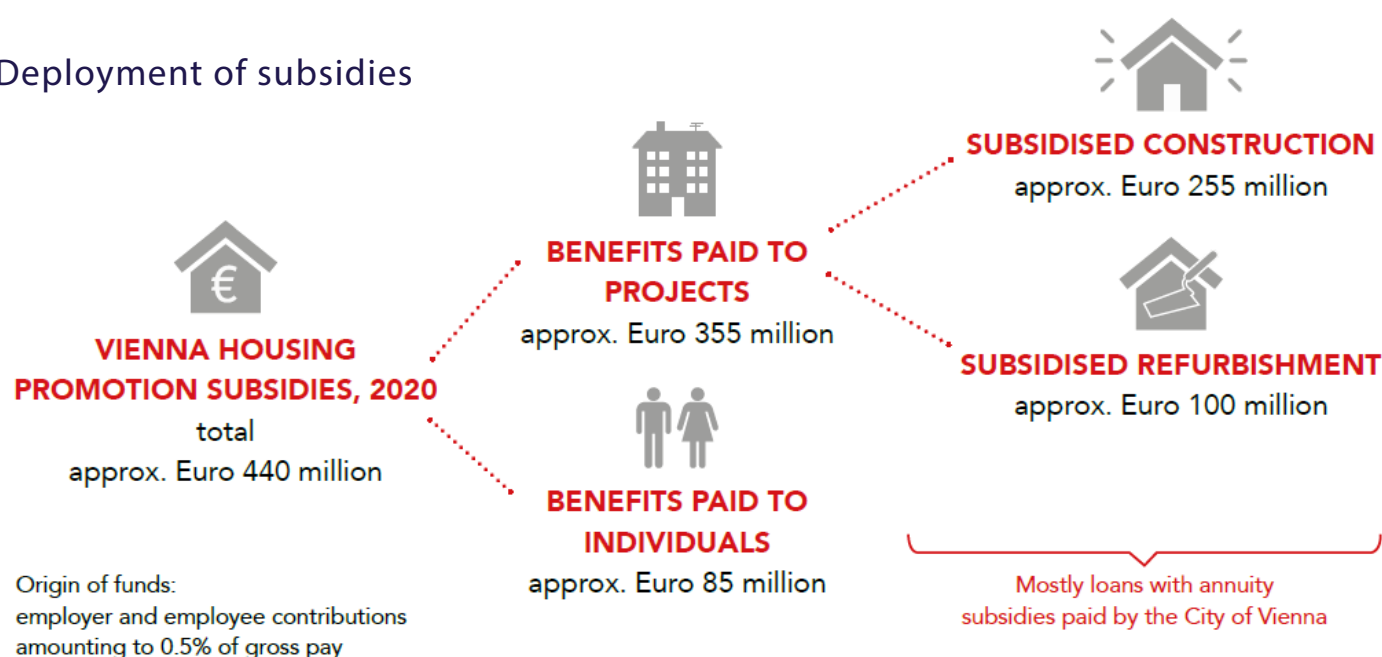 Deployment of subsidies
VIENNA HOUSING
PROMOTION SUBSIDIES, 2020
total
approx. Euro 440 million
Origin of funds:
employer and employee contributions
amounting to 0.5% of gross pay
BENEFITS PAID TO
PROJECTS
approx. Euro 355 million
BENEFITS PAID TO
INDIVIDUALS
approx. Euro 85 million
SUBSIDISED CONSTRUCTION
approx. Euro 255 million
SUBSIDISED REFURBISHMENT
approx. Euro 100 million
Mostly loans with annuity
subsidies paid by the City of Vienna